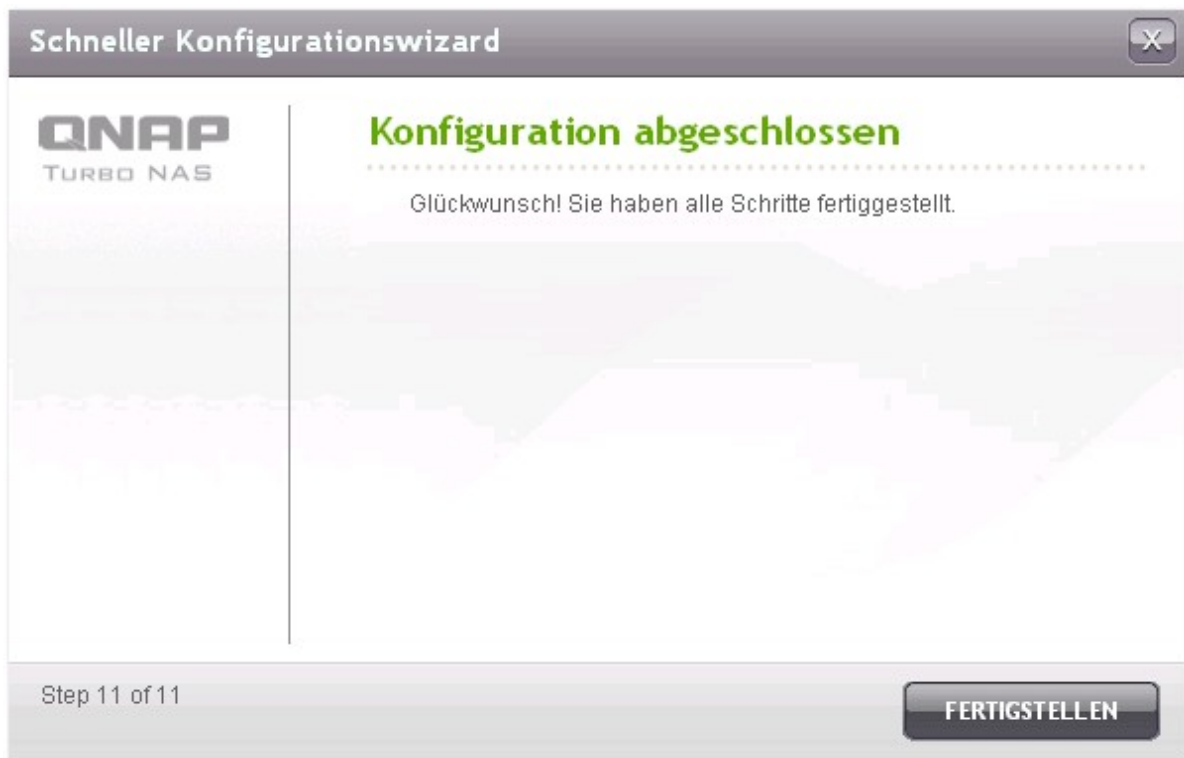 Schneller Konfigurationswizard
X
QNAP
TURBO NAS
Konfiguration abgeschlossen
Glückwunsch! Sie haben alle Schritte fertiggestellt.
Step 11 of 11
FERTIGSTELLEN